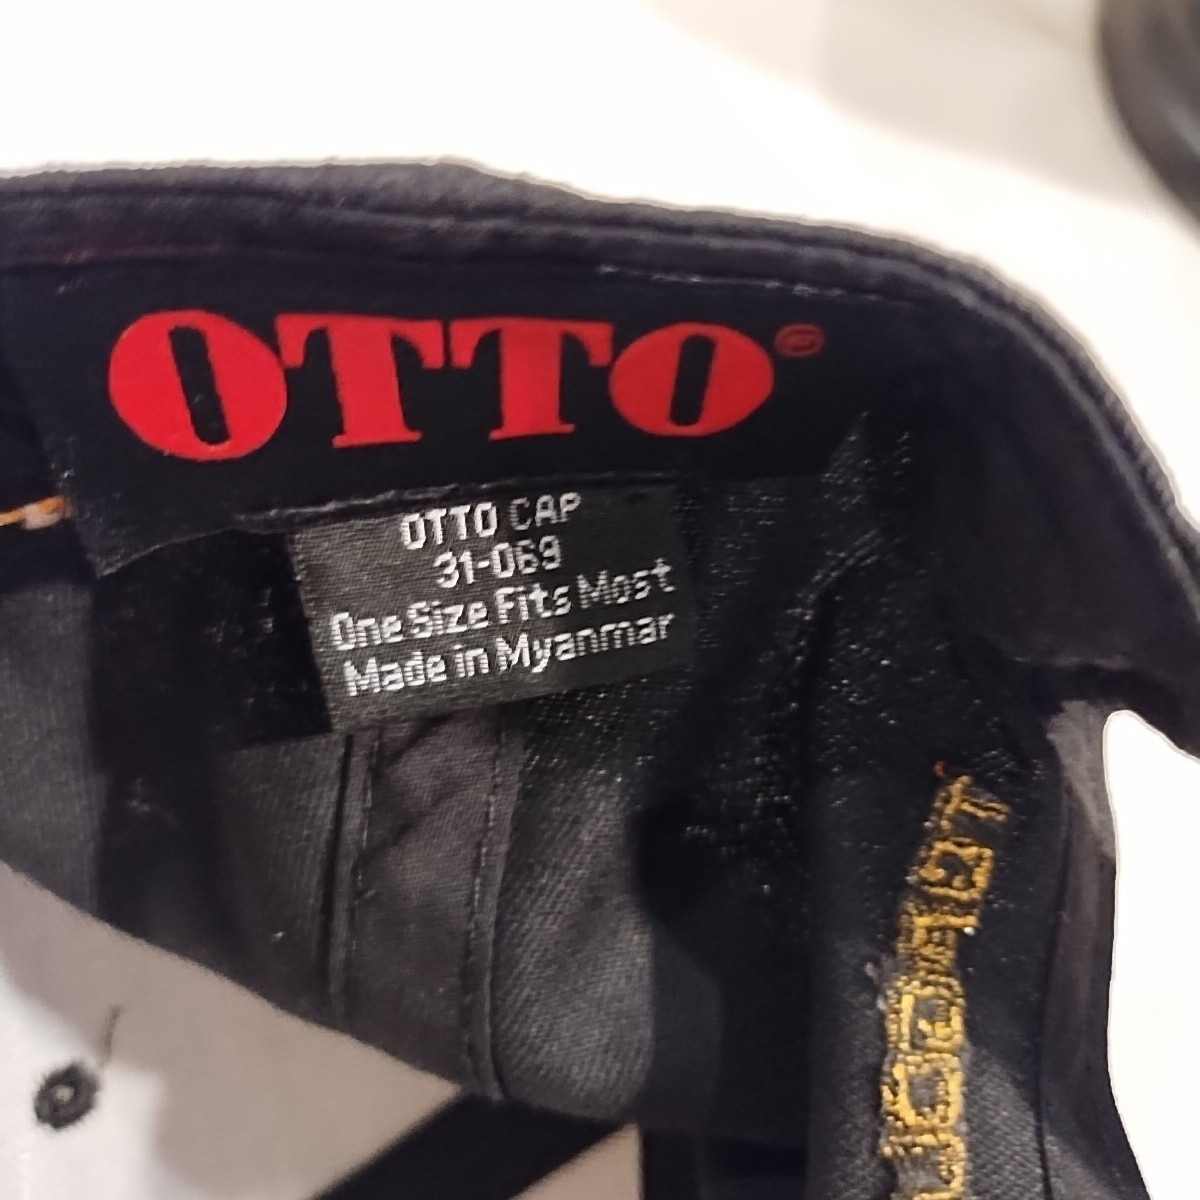 OTTO®
OTTO CAP
31-069
One Size Fits Most
Made in Myanmar